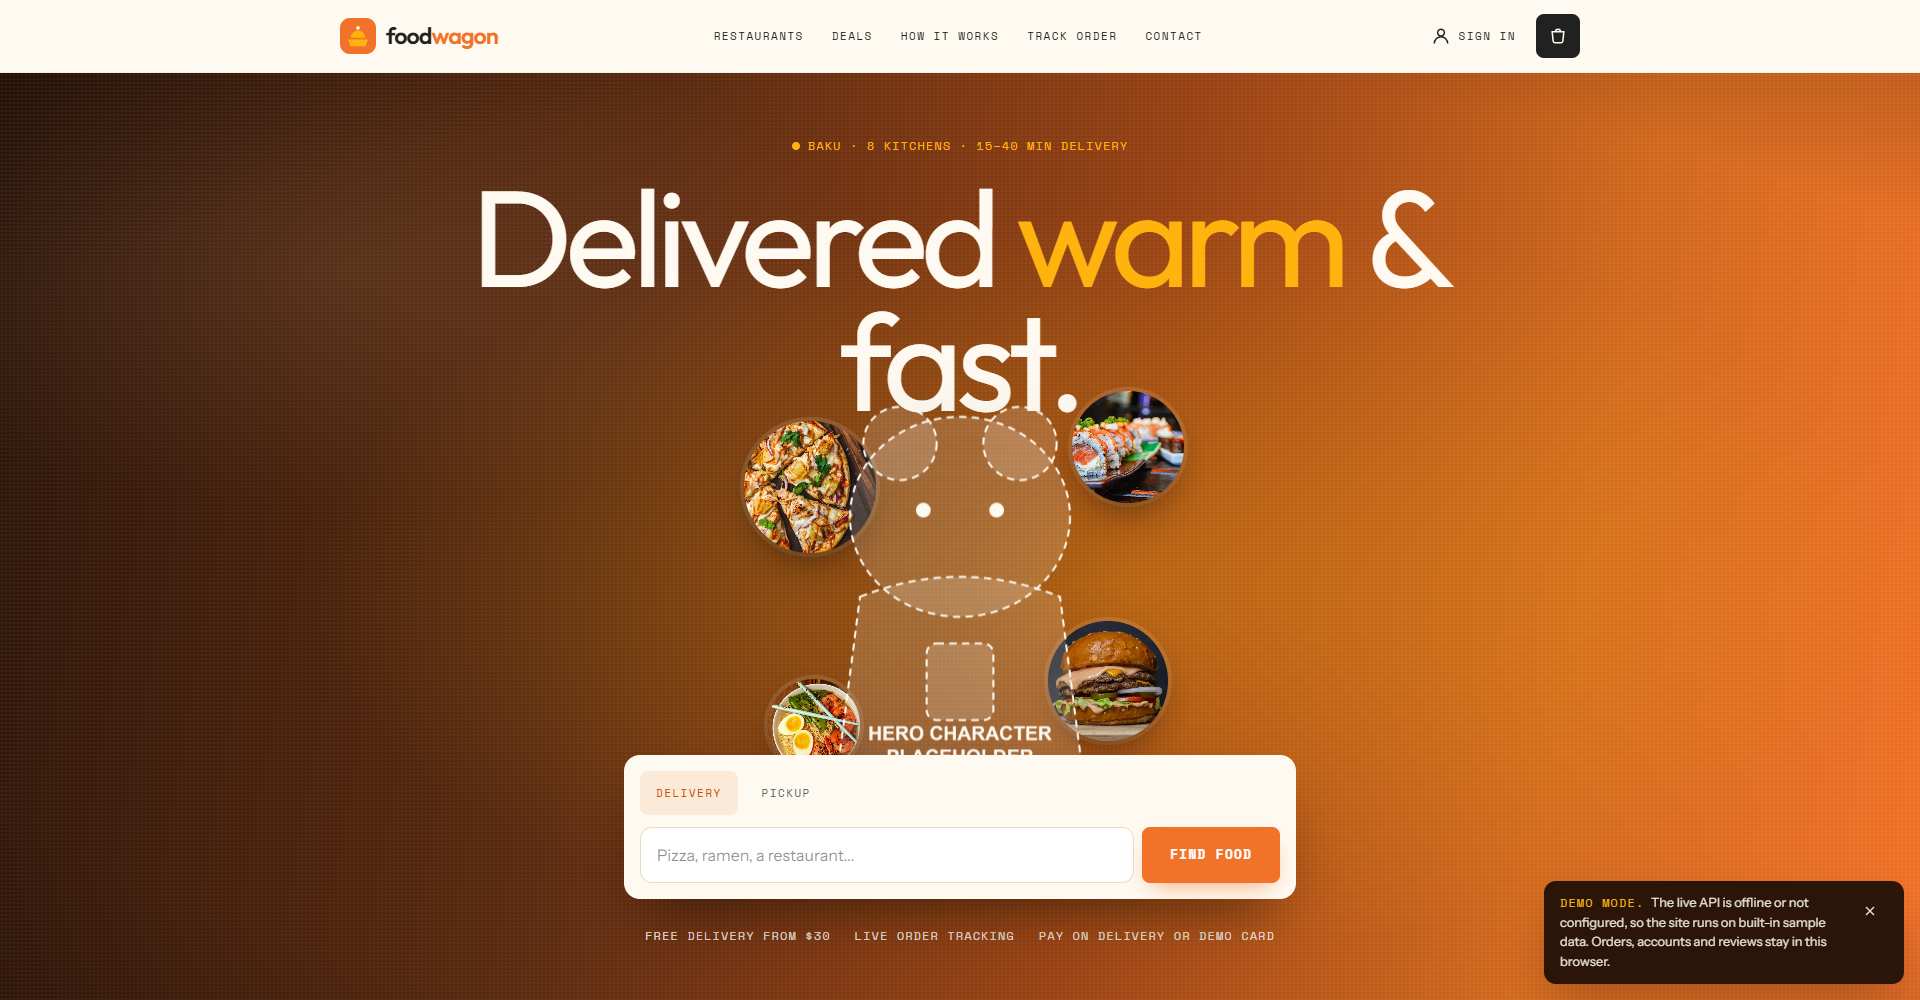 foodwagon
RESTAURANTS DEALS HOW IT WORKS TRACK ORDER CONTACT
SIGN IN
BAKU · 8 KITCHENS · 15–40 MIN DELIVERY
Delivered warm &
fast.
HERO CHARACTER
PLACEHOLDER
DELIVERY PICKUP
Pizza, ramen, a restaurant...
FIND FOOD
FREE DELIVERY FROM $30 LIVE ORDER TRACKING PAY ON DELIVERY OR DEMO CARD
DEMO MODE. The live API is offline or not
configured, so the site runs on built-in sample
data. Orders, accounts and reviews stay in this
browser.